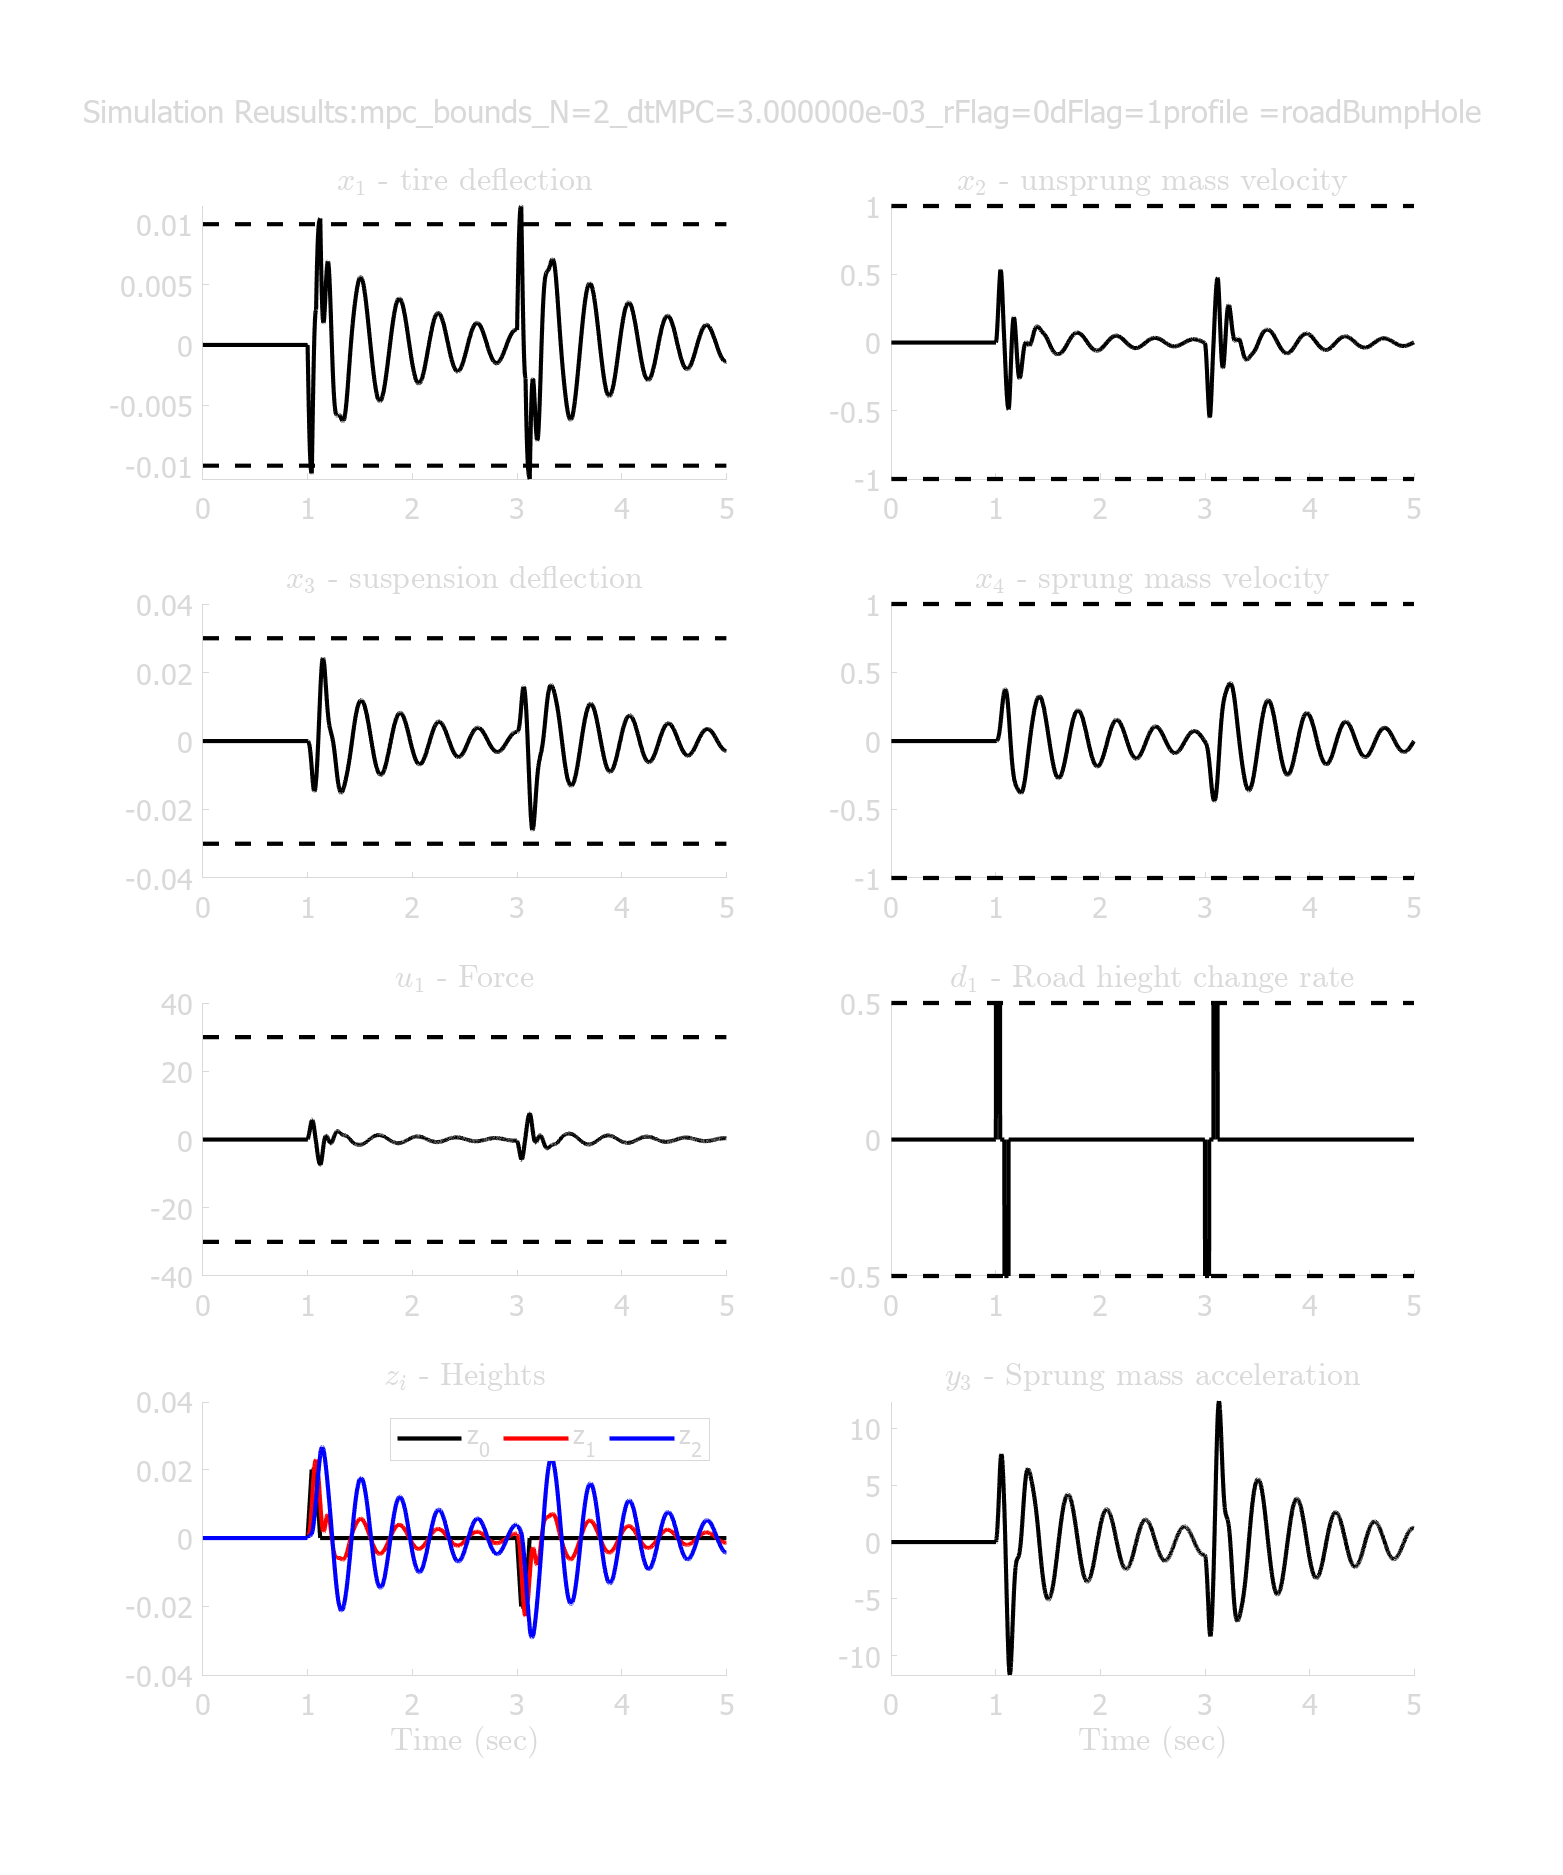 Simulation Reusults:mpc_bounds_N=2_dtMPC=3.000000e-03_rFlag=0dFlag=1profile =roadBumpHole
x₁ - tire deflection
0.01
0.005
0
-0.005
-0.01
0 1 2 3 4 5
x₂ - unsprung mass velocity
1
0.5
0
-0.5
-1
0 1 2 3 4 5
x₃ - suspension deflection
0.04
0.02
0
-0.02
-0.04
0 1 2 3 4 5
x₄ - sprung mass velocity
1
0.5
0
-0.5
-1
0 1 2 3 4 5
u₁ - Force
40
20
0
-20
-40
0 1 2 3 4 5
d₁ - Road hieght change rate
0.5
0
-0.5
0 1 2 3 4 5
zᵢ - Heights
0.04
0.02
0
-0.02
-0.04
z₀ z₁ z₂
0 1 2 3 4 5
Time (sec)
y₃ - Sprung mass acceleration
10
5
0
-5
-10
0 1 2 3 4 5
Time (sec)